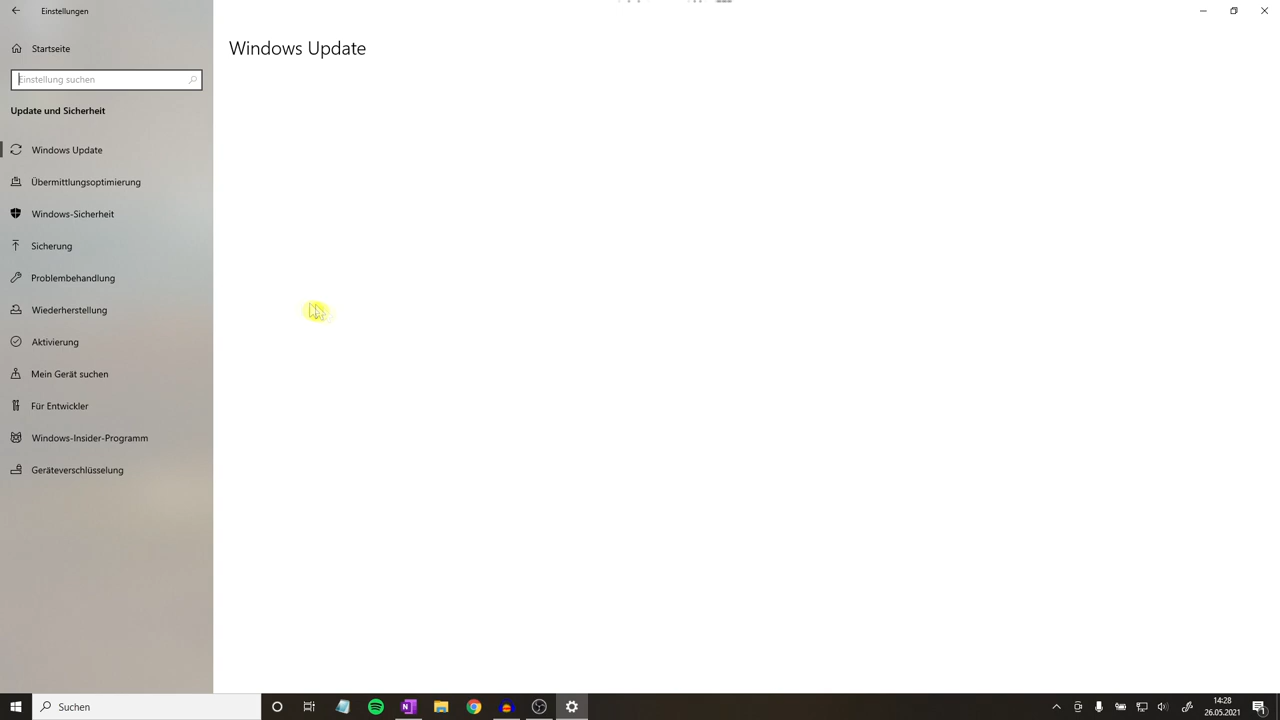 Einstellungen
Startseite
Einstellung suchen
Update und Sicherheit
Windows Update
Übermittlungsoptimierung
Windows-Sicherheit
Sicherung
Problembehandlung
Wiederherstellung
Aktivierung
Mein Gerät suchen
Für Entwickler
Windows-Insider-Programm
Geräteverschlüsselung
Windows Update
Suchen
14:28
26.05.2021